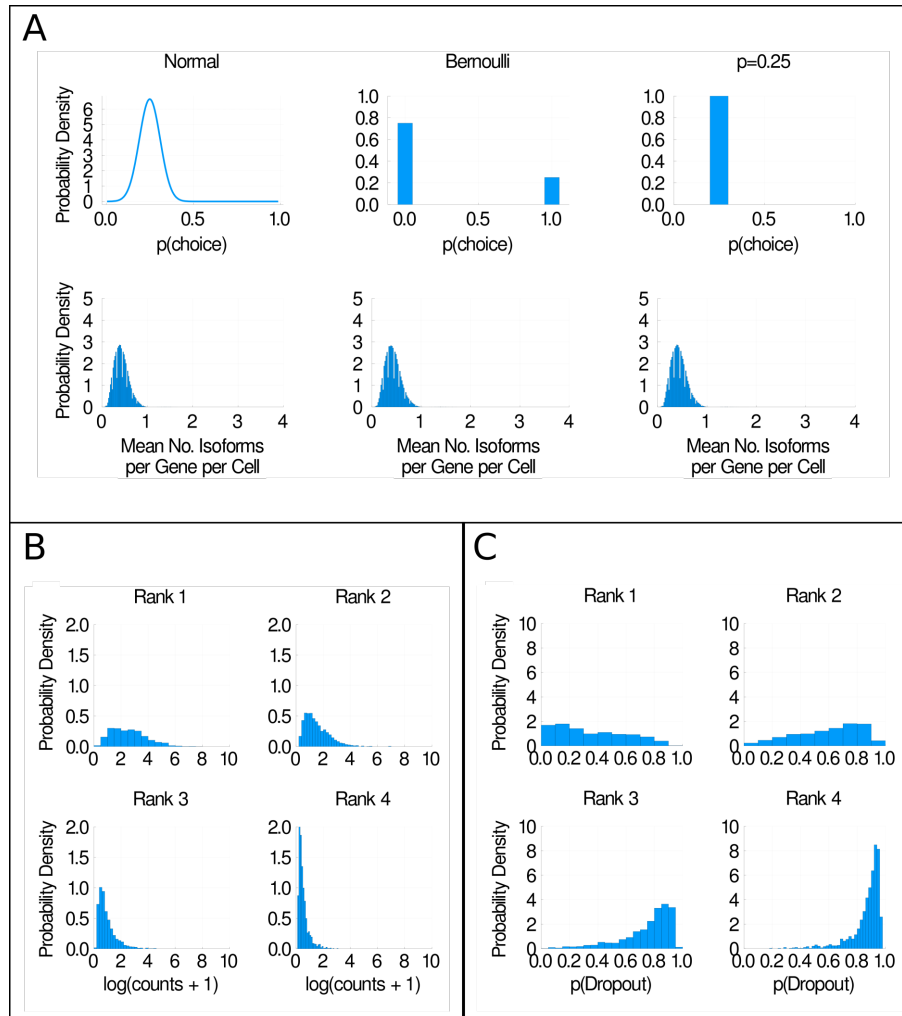 A
Normal Bernoulli p=0.25
Probability Density
6
5
4
3
2
1
0
0.0 0.5 1.0
p(choice)
1.0
0.8
0.6
0.4
0.2
0.0
0.0 0.5 1.0
p(choice)
1.0
0.8
0.6
0.4
0.2
0.0
0.0 0.5 1.0
p(choice)
Probability Density
5
4
3
2
1
0
0 1 2 3 4
Mean No. Isoforms
per Gene per Cell
5
4
3
2
1
0
0 1 2 3 4
Mean No. Isoforms
per Gene per Cell
5
4
3
2
1
0
0 1 2 3 4
Mean No. Isoforms
per Gene per Cell
B
Rank 1
Probability Density
2.0
1.5
1.0
0.5
0.0
0 2 4 6 8 10
Rank 2
2.0
1.5
1.0
0.5
0.0
0 2 4 6 8 10
Rank 3
Probability Density
2.0
1.5
1.0
0.5
0.0
0 2 4 6 8 10
log(counts + 1)
Rank 4
2.0
1.5
1.0
0.5
0.0
0 2 4 6 8 10
log(counts + 1)
C
Rank 1
Probability Density
10
8
6
4
2
0
0.0 0.2 0.4 0.6 0.8 1.0
Rank 2
10
8
6
4
2
0
0.0 0.2 0.4 0.6 0.8 1.0
Rank 3
Probability Density
10
8
6
4
2
0
0.0 0.2 0.4 0.6 0.8 1.0
p(Dropout)
Rank 4
10
8
6
4
2
0
0.0 0.2 0.4 0.6 0.8 1.0
p(Dropout)